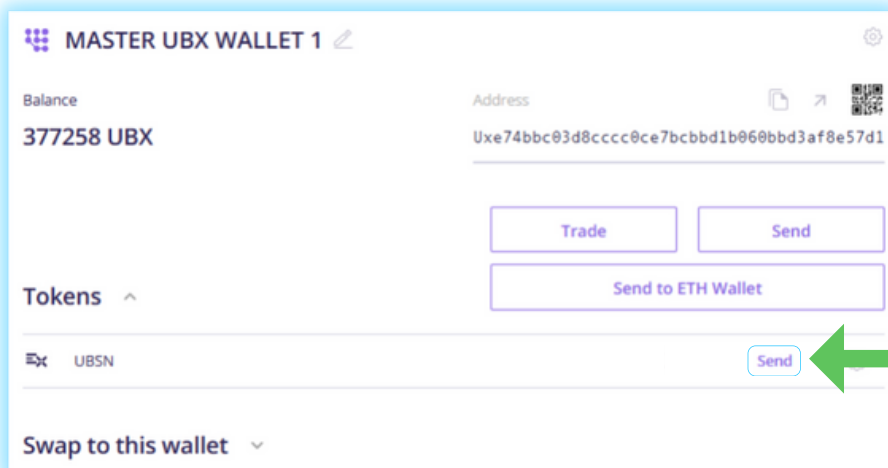 MASTER UBX WALLET 1
Balance
Address
377258 UBX
Uxe74bbc03d8cccc0ce7bcbbd1b060bbd3af8e57d1
Trade
Send
Send to ETH Wallet
Tokens
UBSN
Send
Swap to this wallet